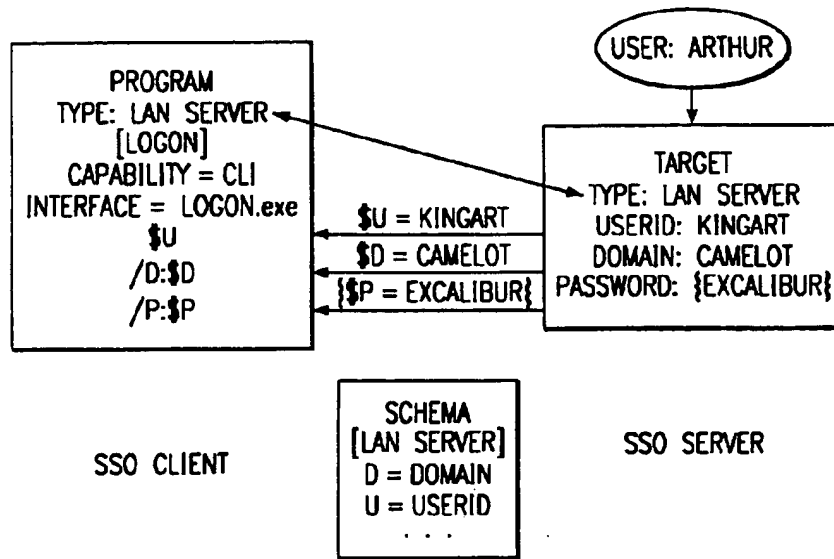 USER: ARTHUR
PROGRAM
TYPE: LAN SERVER
[LOGON]
CAPABILITY = CLI
INTERFACE = LOGON.exe
$U
/D:$D
/P:$P
$U = KINGART
$D = CAMELOT
{$P = EXCALIBUR}
TARGET
TYPE: LAN SERVER
USERID: KINGART
DOMAIN: CAMELOT
PASSWORD: {EXCALIBUR}
SSO CLIENT
SCHEMA
[LAN SERVER]
D = DOMAIN
U = USERID
. . .
SSO SERVER